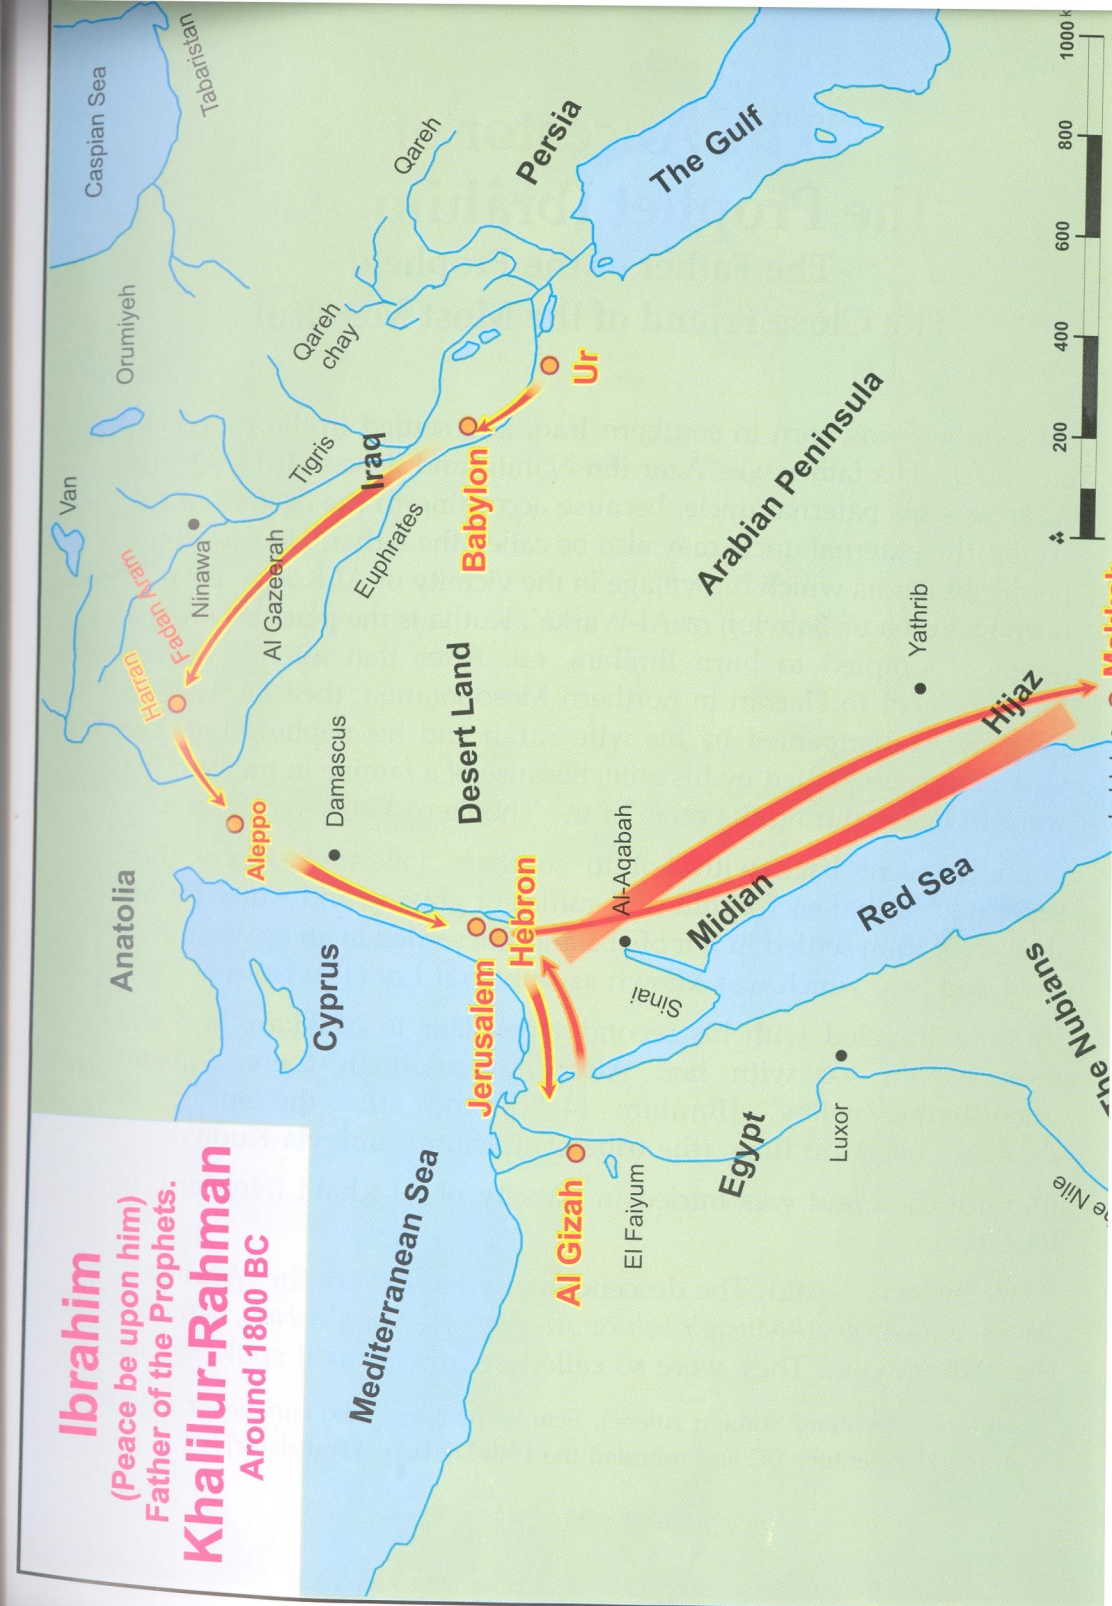 Ibrahim
(Peace be upon him)
Father of the Prophets.
Khalilur-Rahman
Around 1800 BC
Anatolia
Van
Orumiyeh
Caspian Sea
Tabaristan
Harran
Fadan Aram
Ninawa
Tigris
Qareh
chay
Qareh
Al Gazeerah
Iraq
Persia
Aleppo
Euphrates
Cyprus
Damascus
Babylon
Ur
The Gulf
Mediterranean Sea
Desert Land
Jerusalem
Hebron
Arabian Peninsula
Al Gizah
Sinai
Al-Aqabah
El Faiyum
Midian
Egypt
Luxor
Red Sea
Yathrib
Hijaz
The Nubians
The Nile
200
400
600
800
1000 k